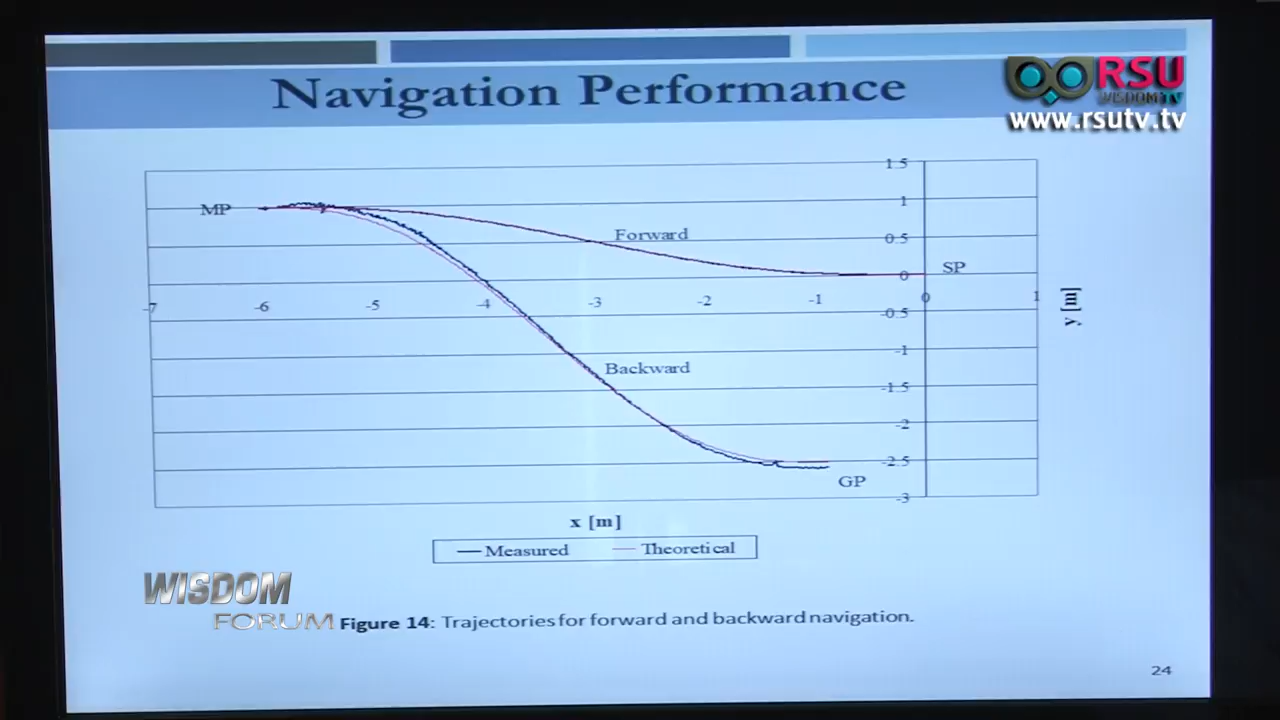 Navigation Performance
RSU
WISDOM TV
www.rsutv.tv
1.5
MP
1
Forward
0.5
SP
0
-7
-6
-5
-4
-3
-2
-1
0
1
y [m]
-0.5
-1
Backward
-1.5
-2
-2.5
GP
-3
x [m]
Measured
Theoretical
WISDOM
FORUM
Figure 14: Trajectories for forward and backward navigation.
24